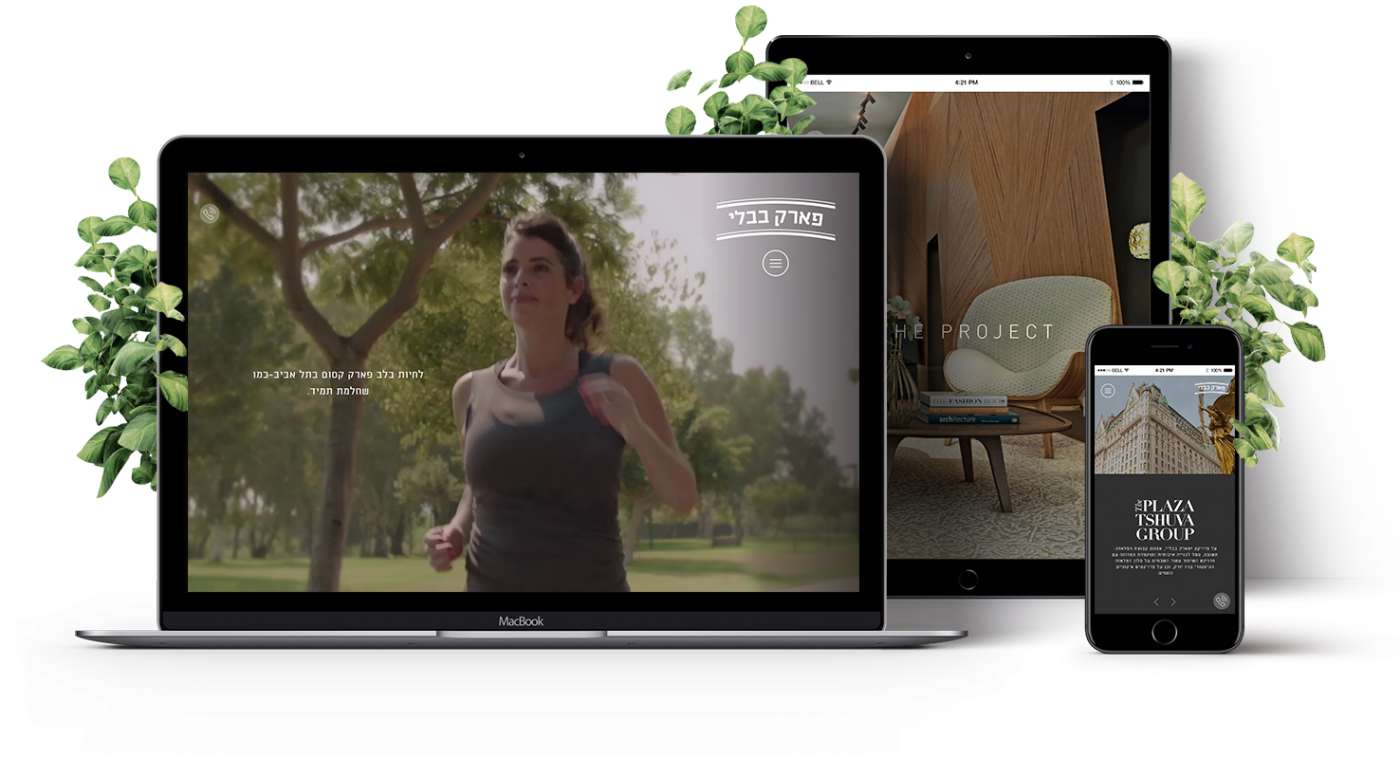 פארק בבלי
לחיות בלב פארק קסום בתל אביב-כמו
שחלמת תמיד.
MacBook
BELL
4:21 PM
100%
HE PROJECT
THE FASHION BOOK
architecture
BELL
4:21 PM
100%
פארק בבלי
The PLAZA
TSHUVA
GROUP